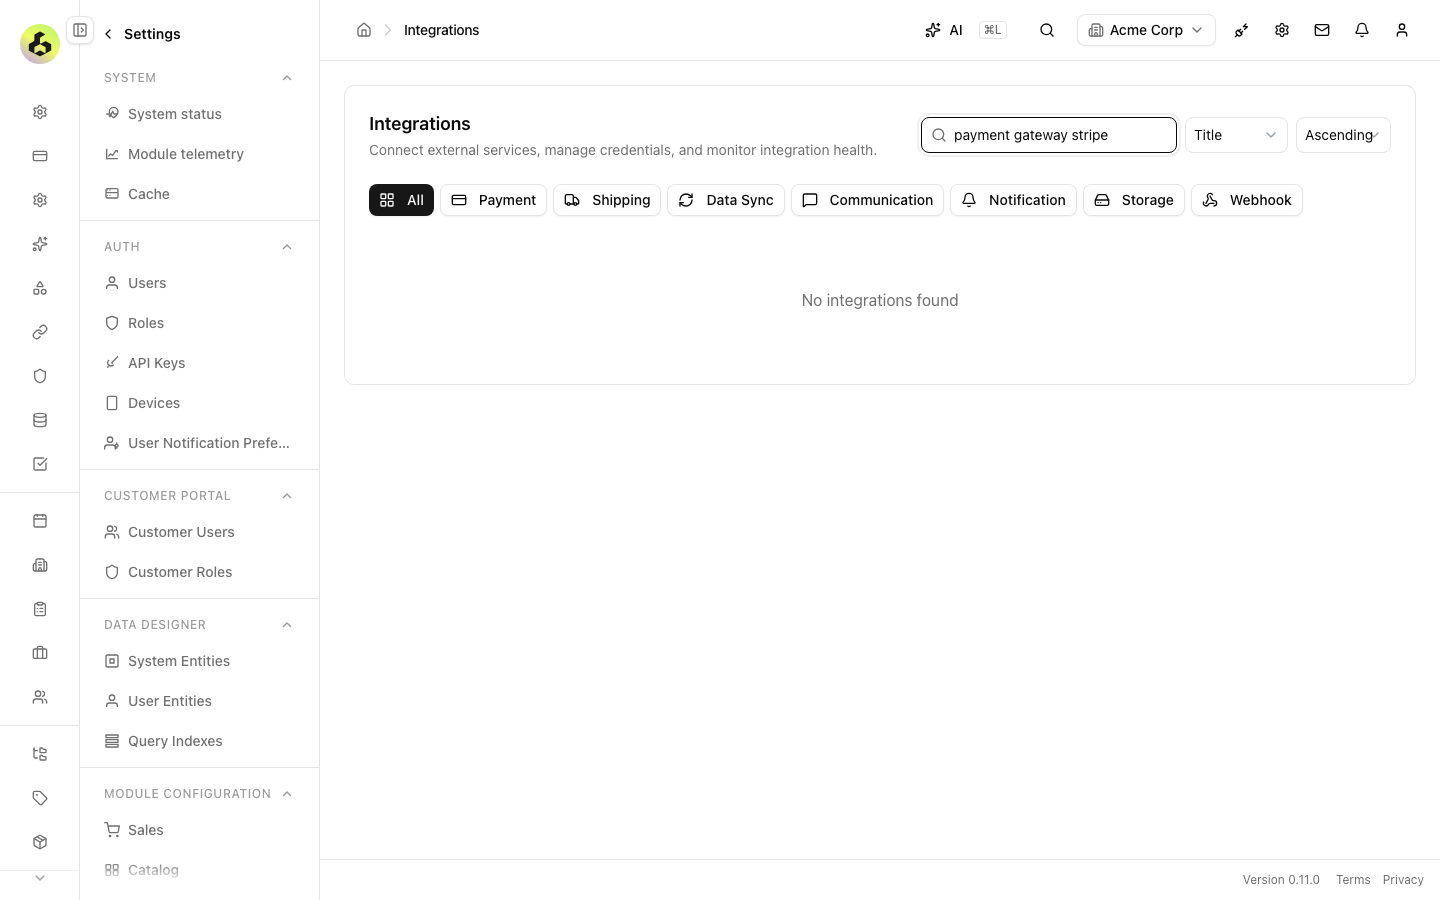 Settings
SYSTEM
System status
Module telemetry
Cache
AUTH
Users
Roles
API Keys
Devices
User Notification Prefe...
CUSTOMER PORTAL
Customer Users
Customer Roles
DATA DESIGNER
System Entities
User Entities
Query Indexes
MODULE CONFIGURATION
Sales
Catalog
Integrations
AI ⌘L
Acme Corp
Integrations
Connect external services, manage credentials, and monitor integration health.
payment gateway stripe
Title
Ascending
All Payment Shipping Data Sync Communication Notification Storage Webhook
No integrations found
Version 0.11.0 Terms Privacy